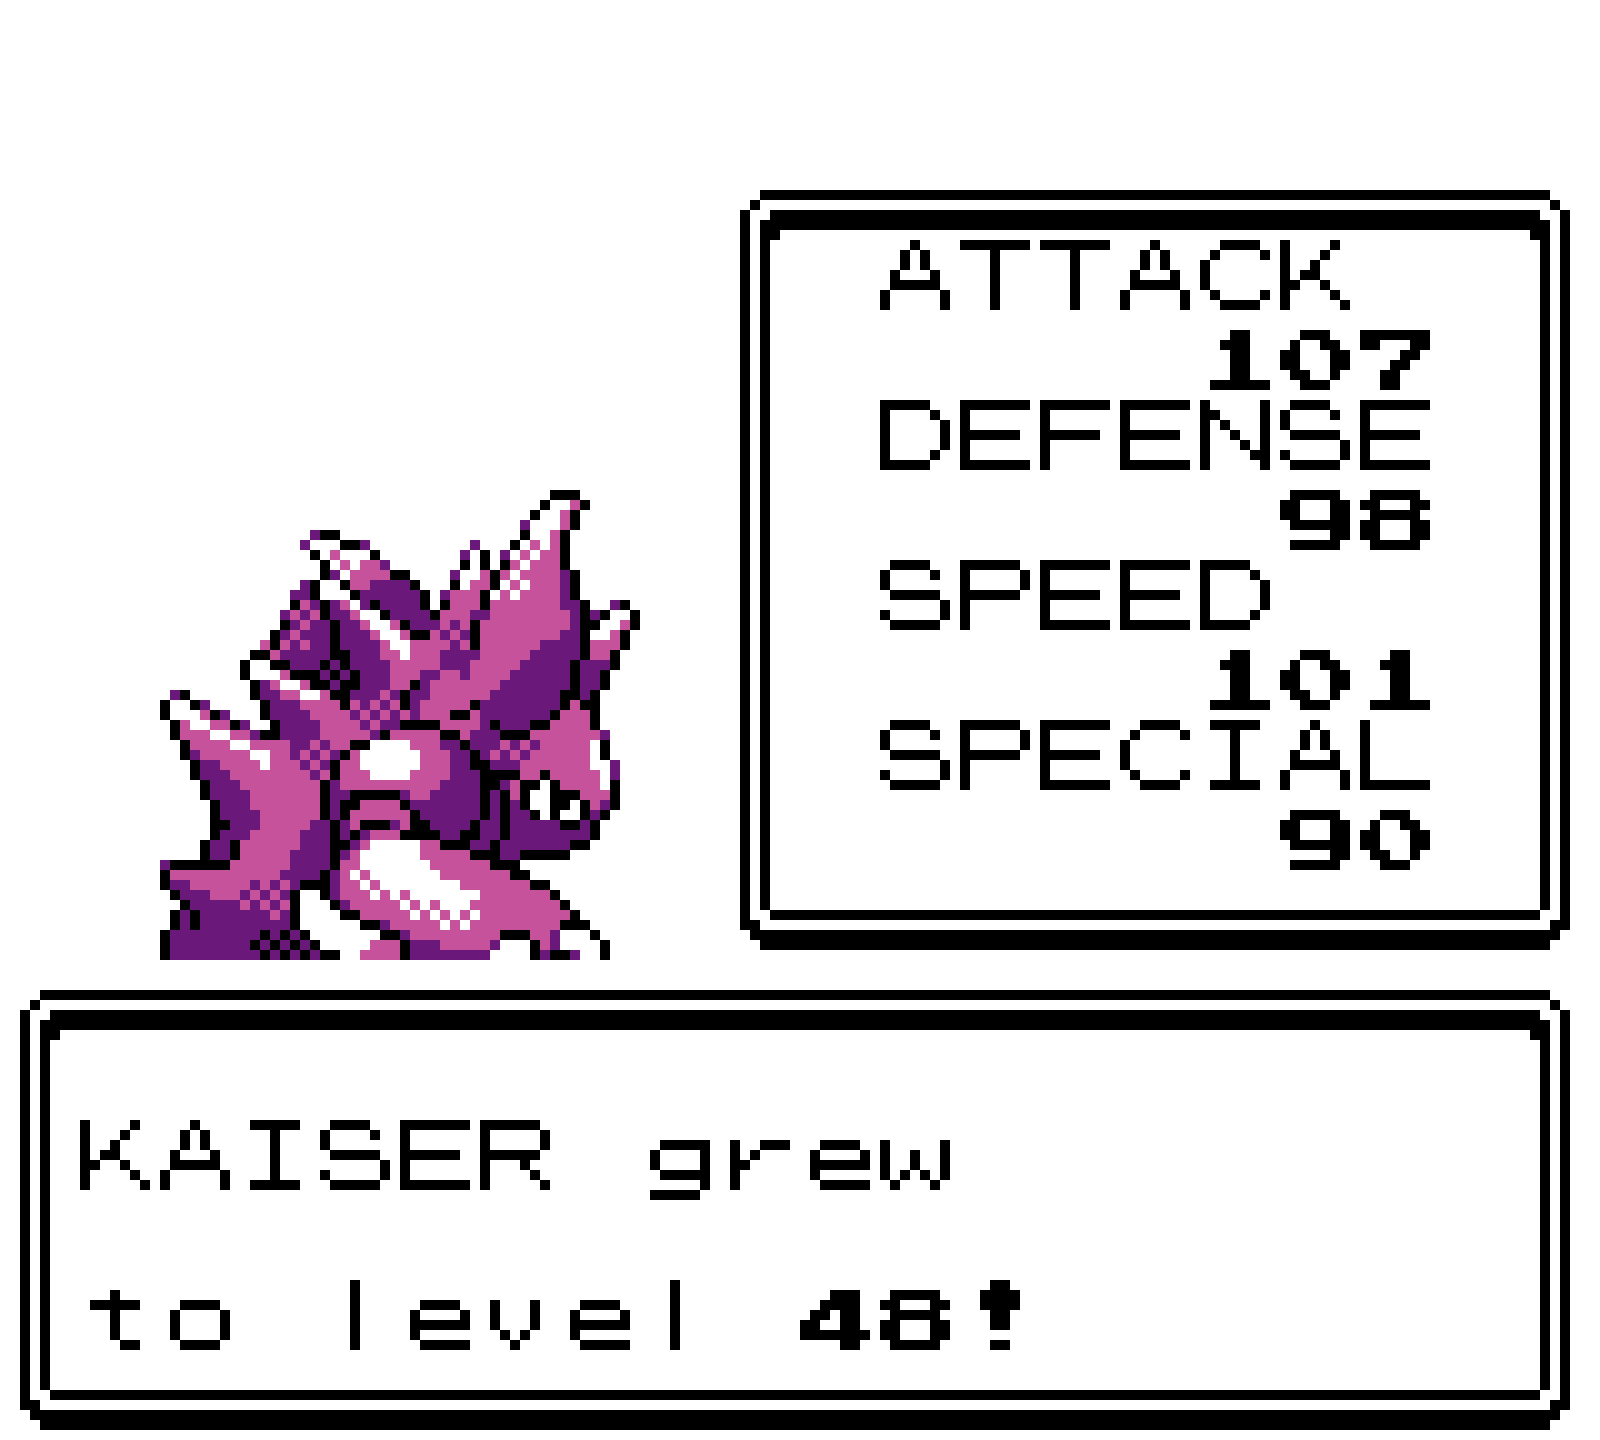 ATTACK
107
DEFENSE
98
SPEED
101
SPECIAL
90
KAISER grew
to level 48!